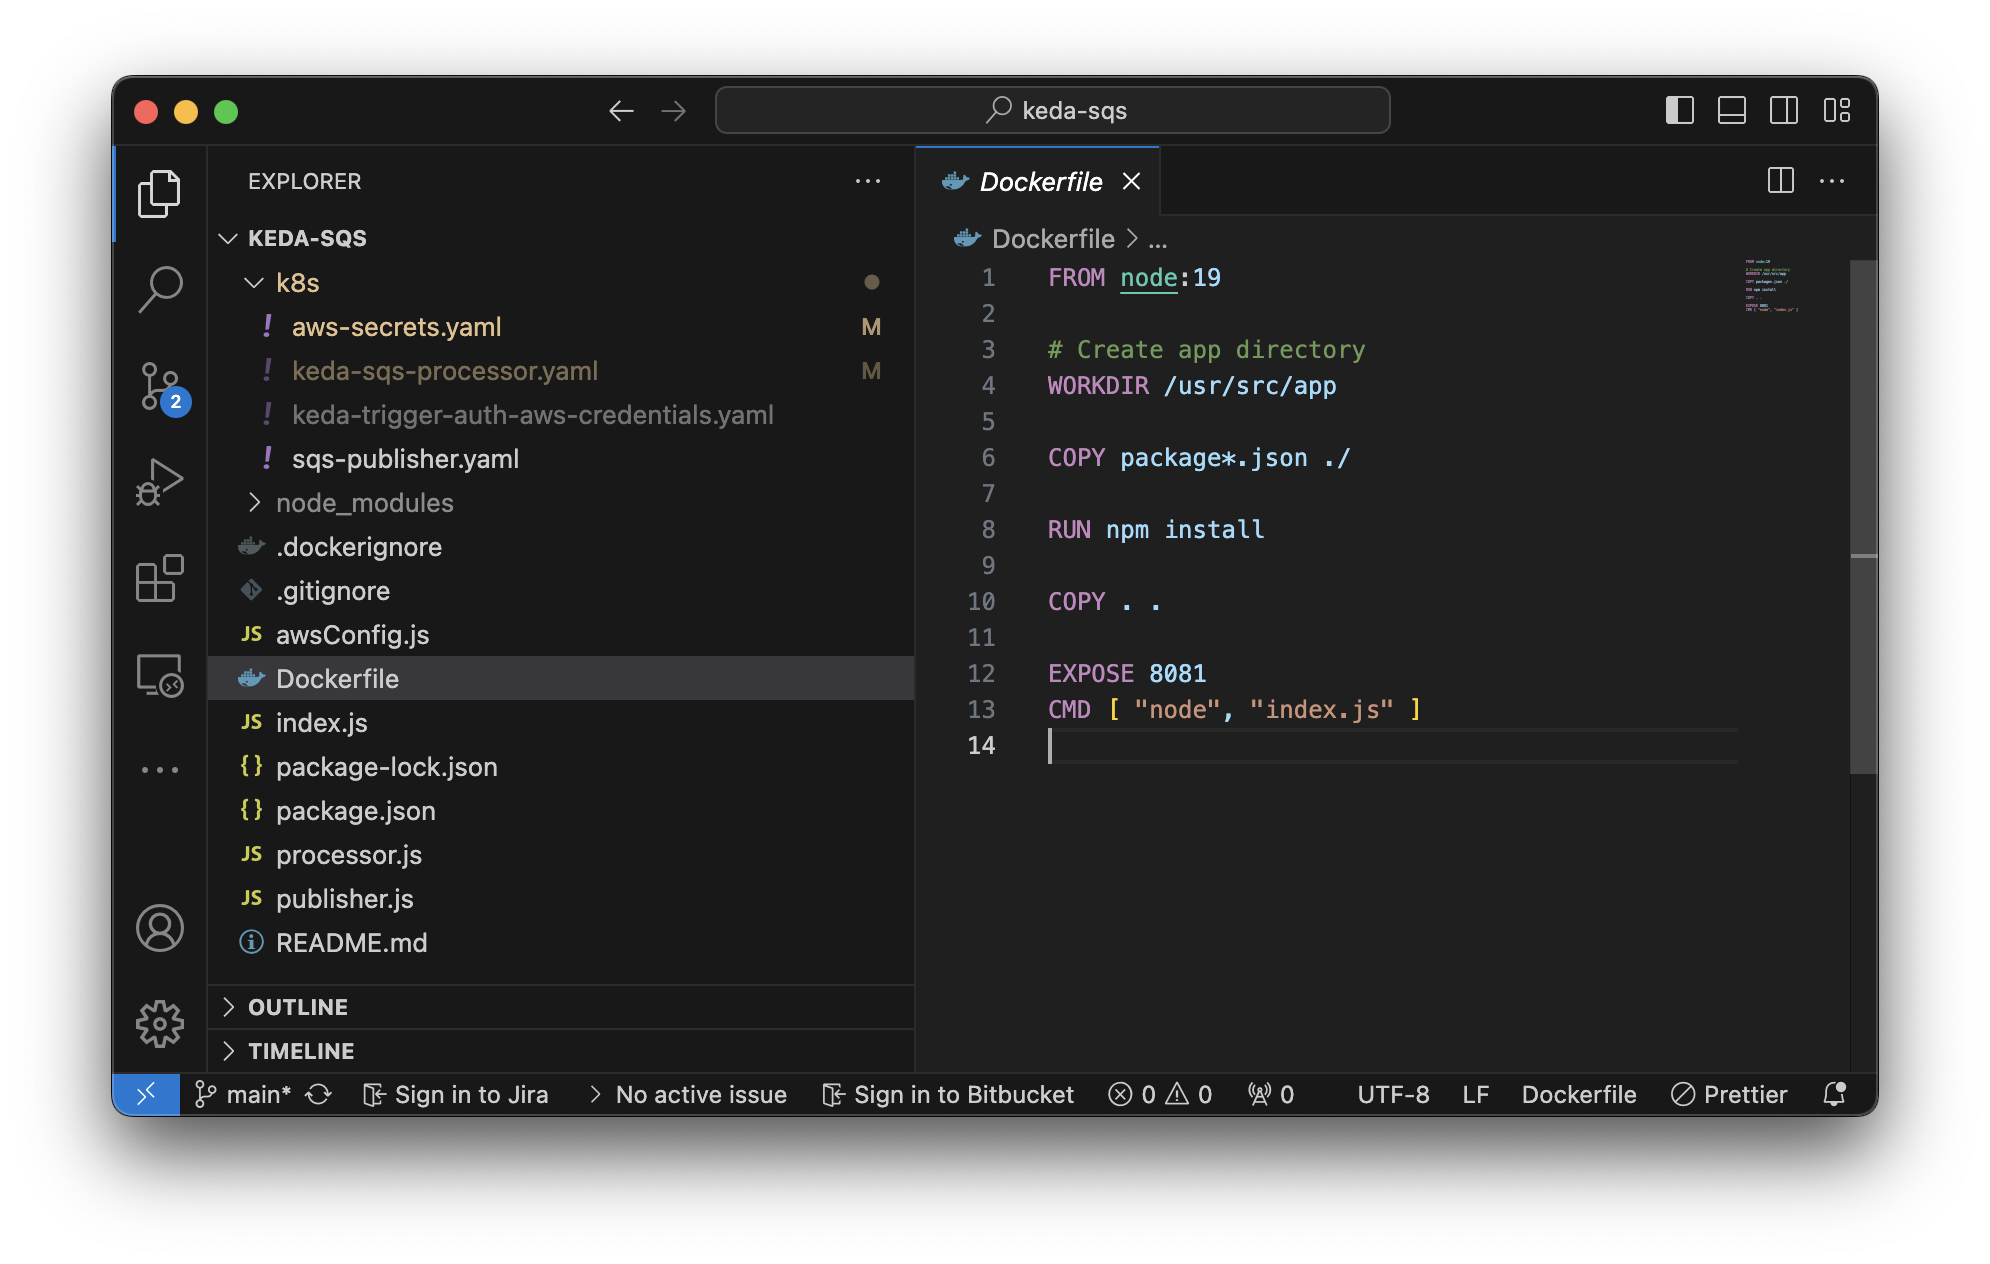 keda-sqs
EXPLORER
KEDA-SQS
k8s
! aws-secrets.yaml M
! keda-sqs-processor.yaml M
! keda-trigger-auth-aws-credentials.yaml
! sqs-publisher.yaml
node_modules
.dockerignore
.gitignore
JS awsConfig.js
Dockerfile
JS index.js
{} package-lock.json
{} package.json
JS processor.js
JS publisher.js
README.md
OUTLINE
TIMELINE
2
Dockerfile
Dockerfile > ...
1 FROM node:19
2
3 # Create app directory
4 WORKDIR /usr/src/app
5
6 COPY package*.json ./
7
8 RUN npm install
9
10 COPY . .
11
12 EXPOSE 8081
13 CMD [ "node", "index.js" ]
14
main* Sign in to Jira > No active issue Sign in to Bitbucket 0 0 0 UTF-8 LF Dockerfile Prettier